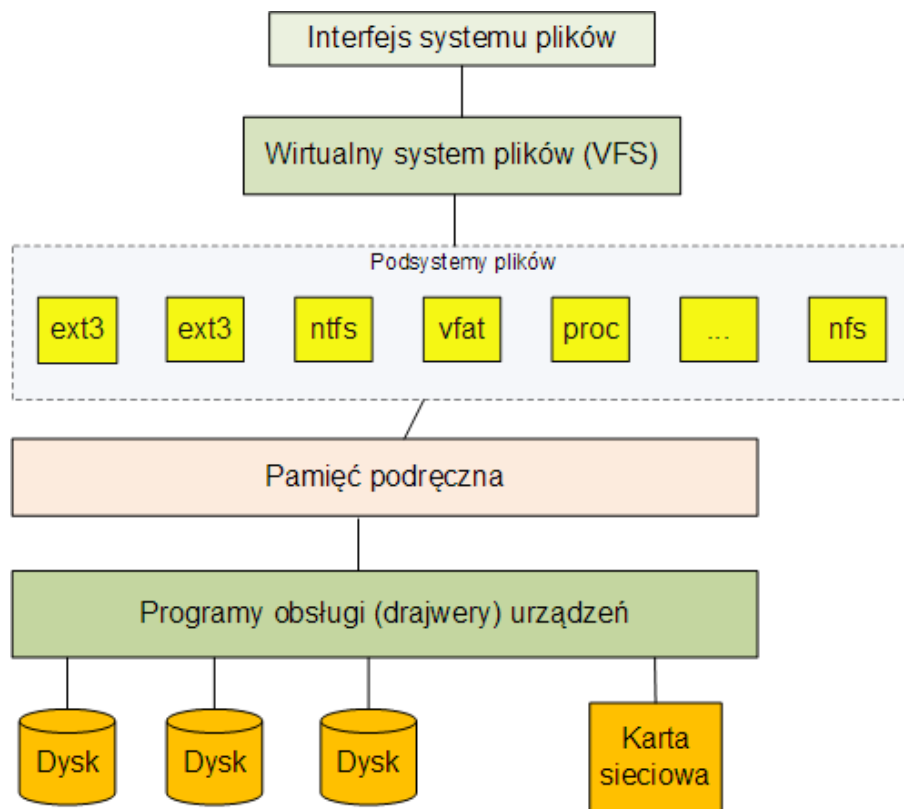 Interfejs systemu plików
Wirtualny system plików (VFS)
Podsystemy plików
ext3
ext3
ntfs
vfat
proc
...
nfs
Pamięć podręczna
Programy obsługi (drajwery) urządzeń
Dysk
Dysk
Dysk
Karta
sieciowa